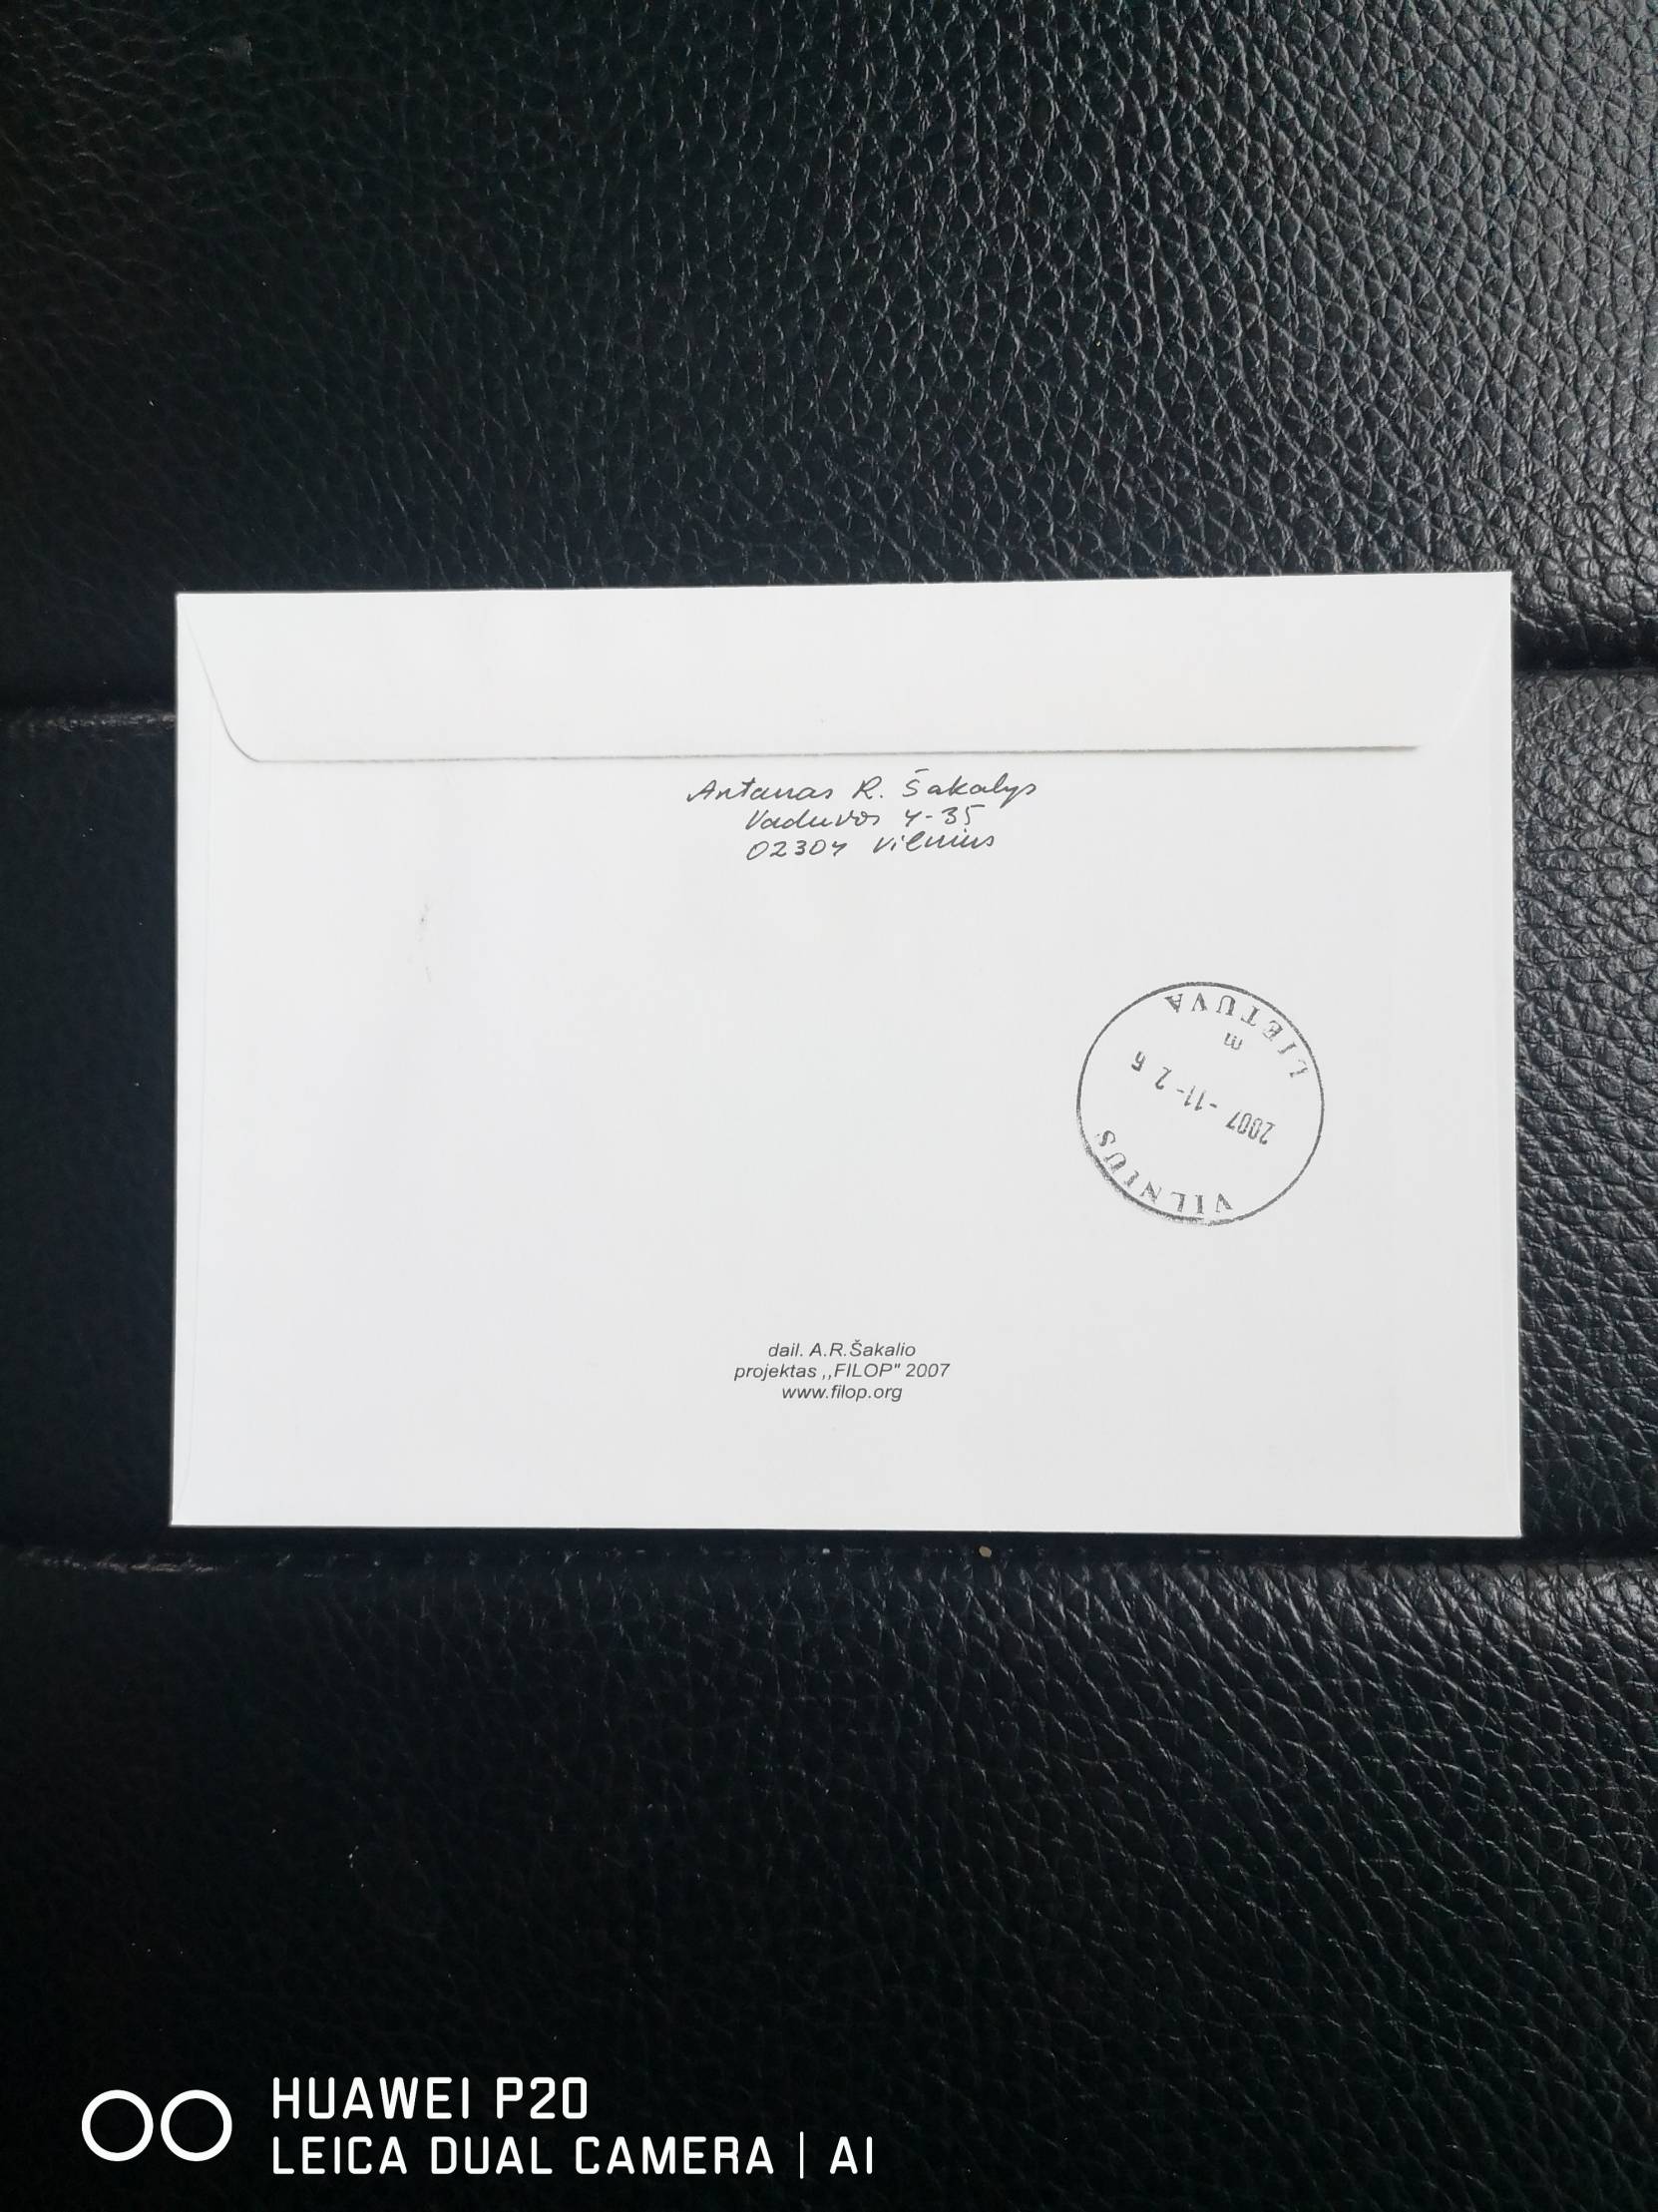 Antanas R. Šakalys
Vaduvos 4-35
02304 Vilnius
LIETUVA
m
2007-11-26
VILNIUS
dail. A.R.Šakalio
projektas ,,FILOP" 2007
www.filop.org
HUAWEI P20
LEICA DUAL CAMERA | AI